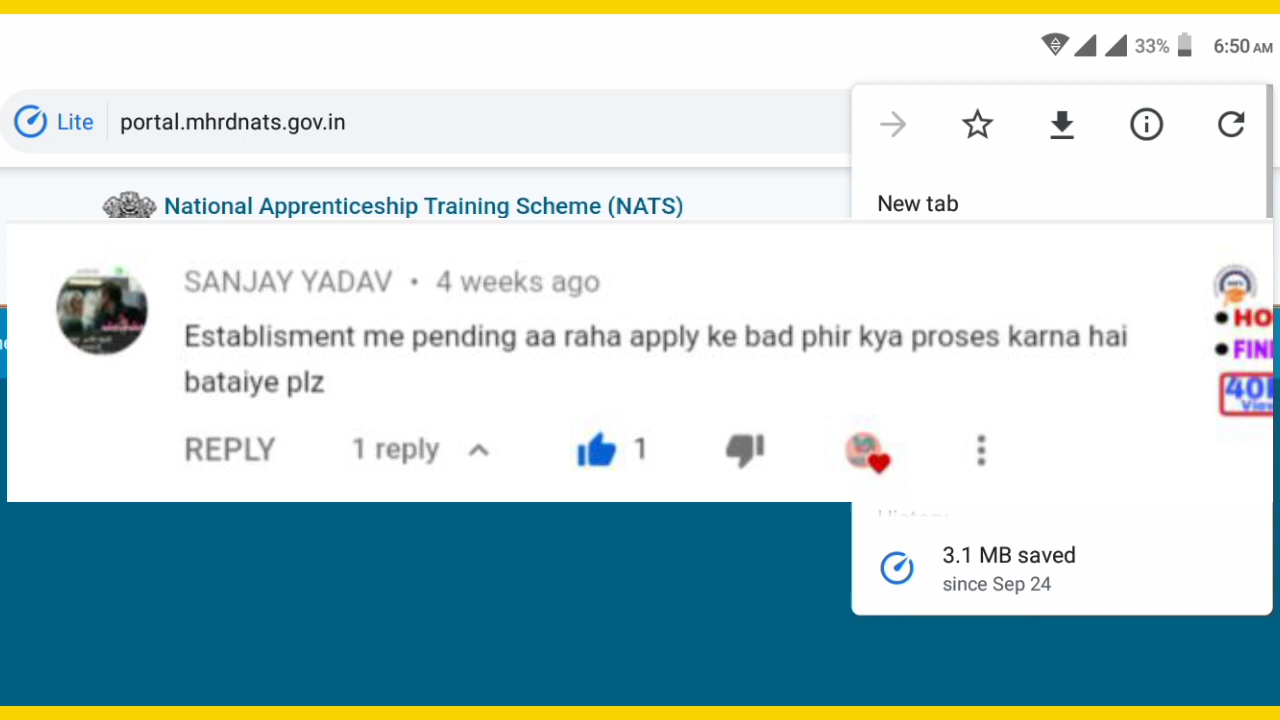 33% 6:50 AM
Lite portal.mhrdnats.gov.in
National Apprenticeship Training Scheme (NATS)
New tab
SANJAY YADAV • 4 weeks ago
Establisment me pending aa raha apply ke bad phir kya proses karna hai
bataiye plz
REPLY 1 reply 1
History
3.1 MB saved
since Sep 24